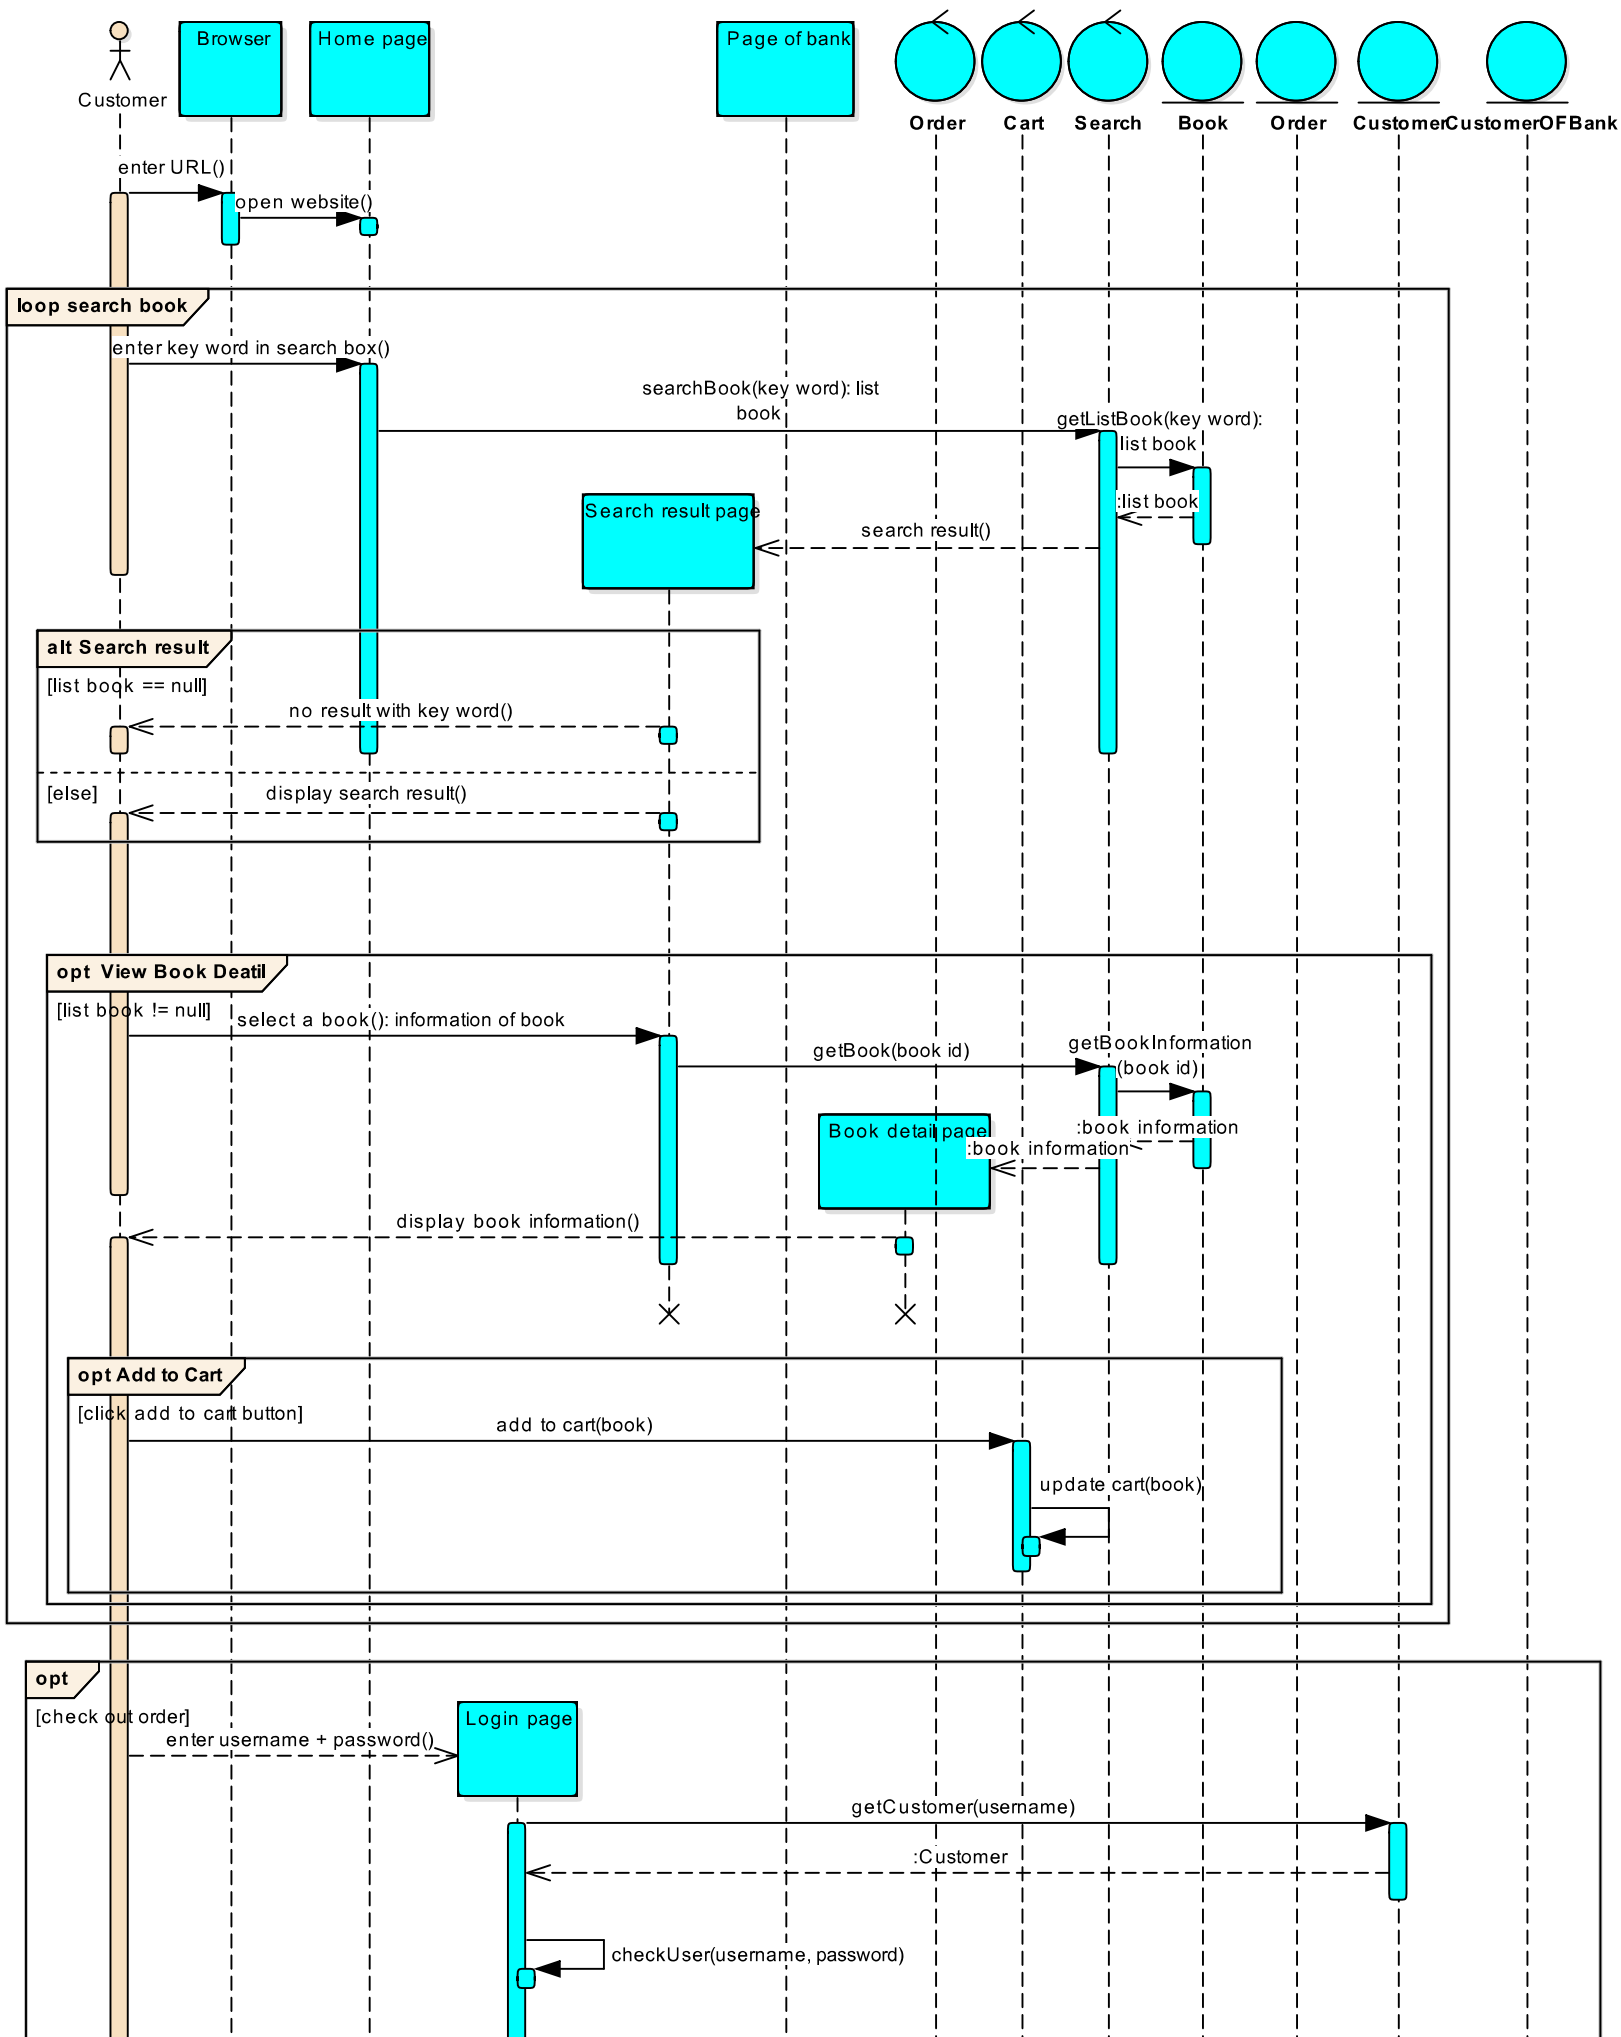 Customer
Browser
Home page
Page of bank
Order
Cart
Search
Book
Order
Customer
CustomerOFBank
enter URL()
open website()
loop search book
enter key word in search box()
searchBook(key word): list
book
getListBook(key word):
list book
:list book
Search result page
search result()
alt Search result
[list book == null]
no result with key word()
[else]
display search result()
opt View Book Deatil
[list book != null]
select a book(): information of book
getBook(book id)
getBookInformation
(book id)
Book detail page
:book information
:book information
display book information()
opt Add to Cart
[click add to cart button]
add to cart(book)
update cart(book)
opt
[check out order]
Login page
enter username + password()
getCustomer(username)
:Customer
checkUser(username, password)